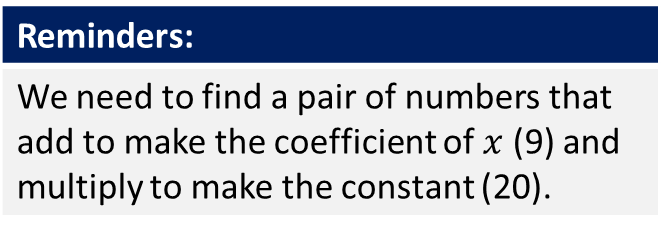 Reminders:
We need to find a pair of numbers that
add to make the coefficient of x (9) and
multiply to make the constant (20).